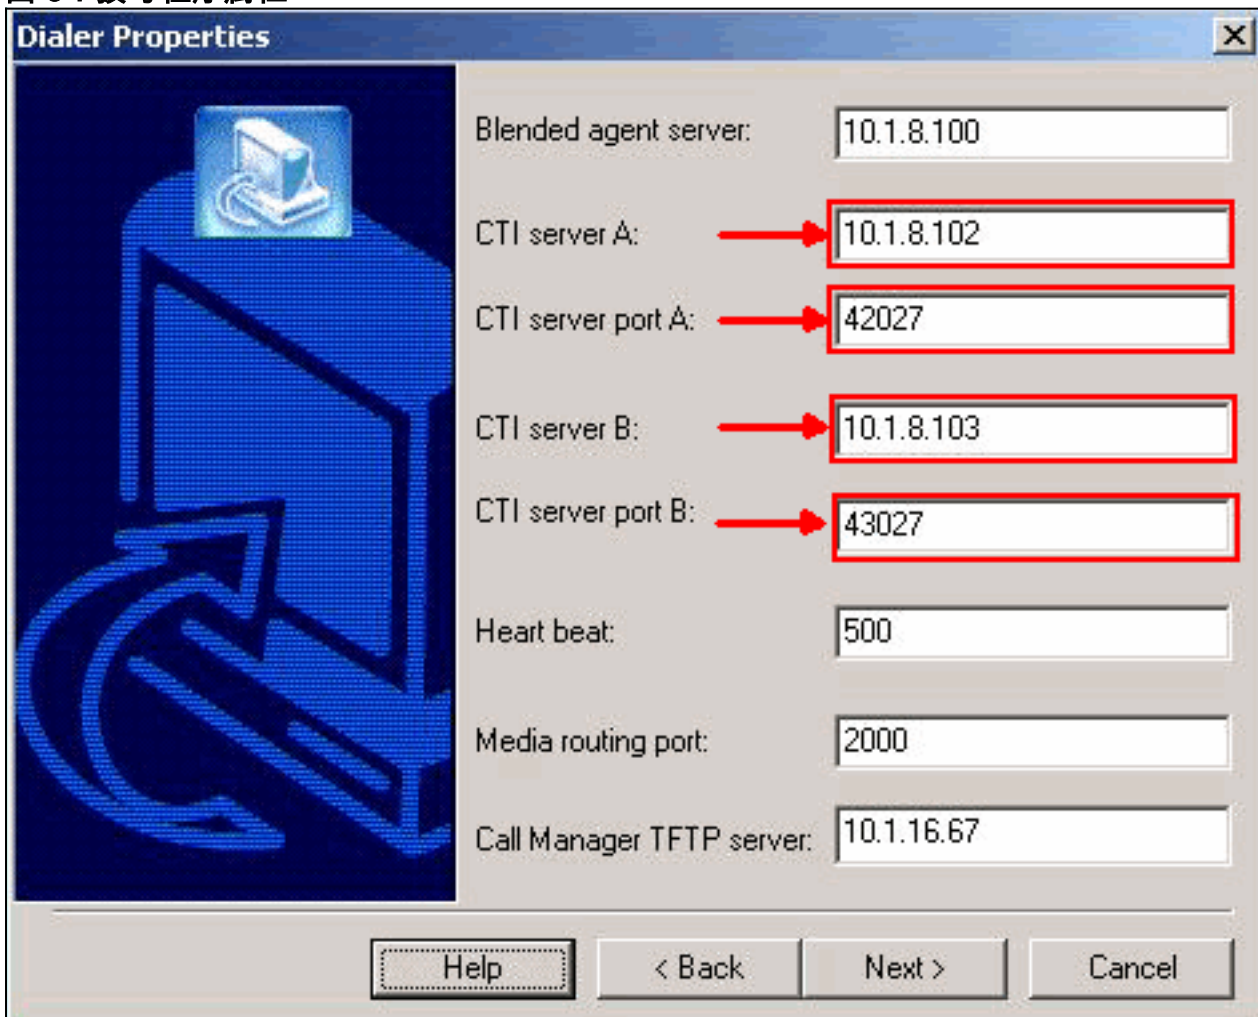 Dialer Properties
Blended agent server: 10.1.8.100
CTI server A: 10.1.8.102
CTI server port A: 42027
CTI server B: 10.1.8.103
CTI server port B: 43027
Heart beat: 500
Media routing port: 2000
Call Manager TFTP server: 10.1.16.67
Help < Back Next > Cancel